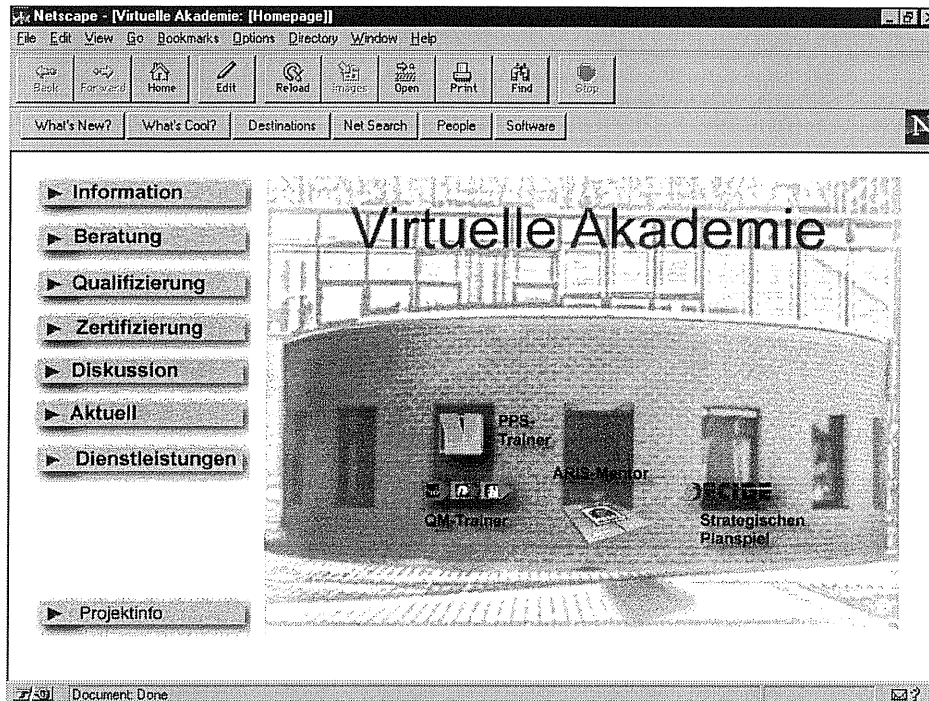 Netscape - [Virtuelle Akademie: [Homepage]]
File Edit View Go Bookmarks Options Directory Window Help
Back Forward Home Edit Reload Images Open Print Find Stop
What's New? What's Cool? Destinations Net Search People Software
N
Information
Beratung
Qualifizierung
Zertifizierung
Diskussion
Aktuell
Dienstleistungen
Projektinfo
Virtuelle Akademie
PPS-
Trainer
ARIS-Mentor
QM-Trainer
DECIDE
Strategischen
Planspiel
Document: Done
?